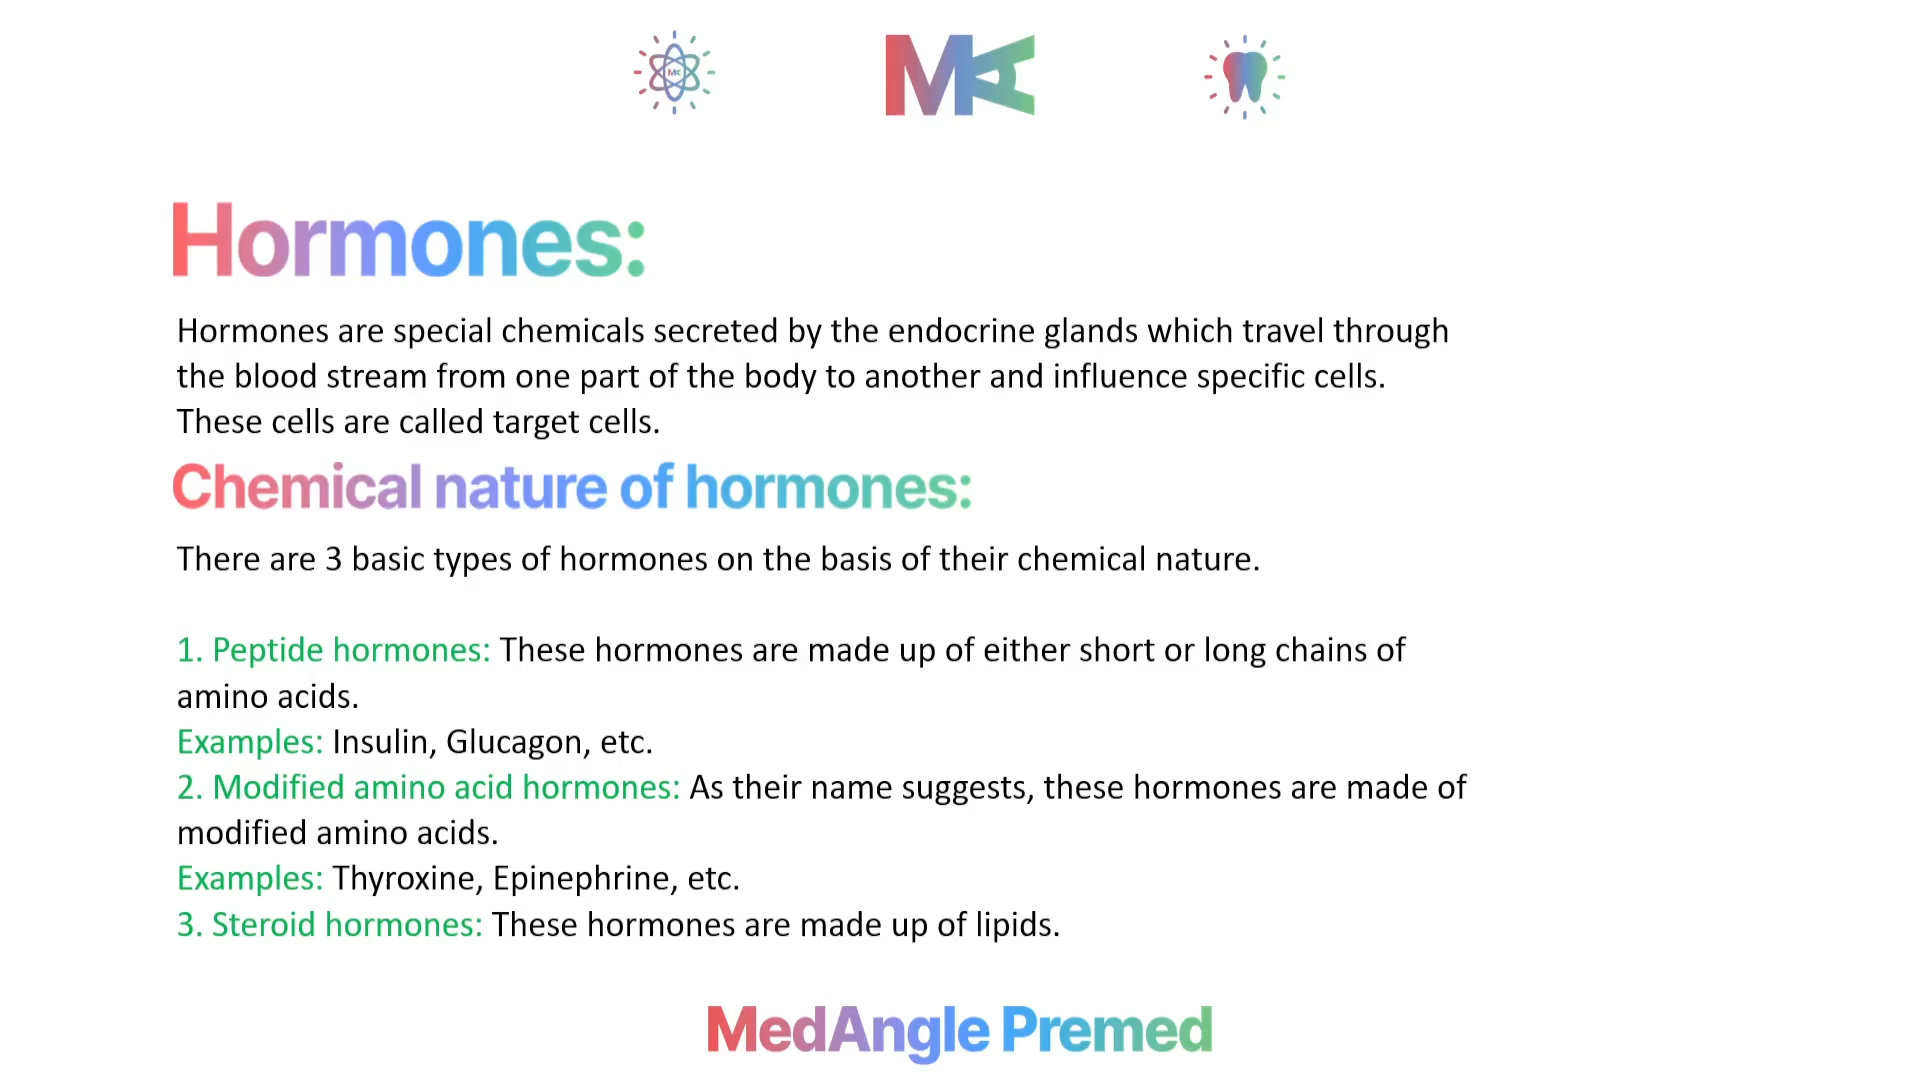 MA
Hormones:
Hormones are special chemicals secreted by the endocrine glands which travel through
the blood stream from one part of the body to another and influence specific cells.
These cells are called target cells.
Chemical nature of hormones:
There are 3 basic types of hormones on the basis of their chemical nature.
1. Peptide hormones: These hormones are made up of either short or long chains of
amino acids.
Examples: Insulin, Glucagon, etc.
2. Modified amino acid hormones: As their name suggests, these hormones are made of
modified amino acids.
Examples: Thyroxine, Epinephrine, etc.
3. Steroid hormones: These hormones are made up of lipids.
MedAngle Premed